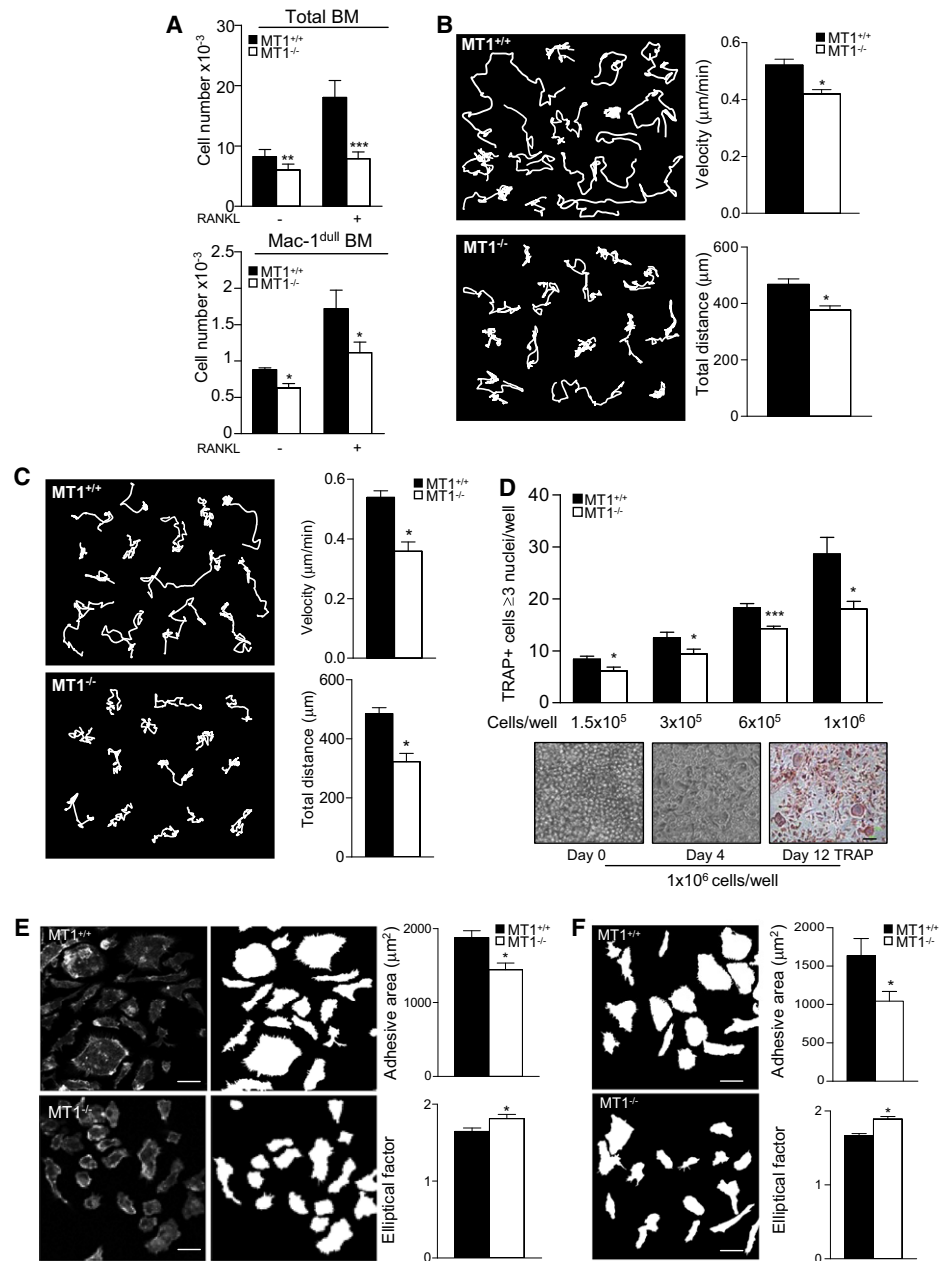 A
Total BM
Cell number x10-3
30
20
10
0
MT1+/+
MT1-/-
**
***
RANKL - +
Mac-1dull BM
Cell number x10-3
2.5
2
1.5
1
0.5
0
MT1+/+
MT1-/-
*
*
RANKL - +
B
MT1+/+
MT1-/-
Velocity (μm/min)
0.6
0.4
0.2
0.0
MT1+/+
MT1-/-
*
Total distance (μm)
600
400
200
0
*
C
MT1+/+
MT1-/-
Velocity (μm/min)
0.6
0.4
0.2
0.0
MT1+/+
MT1-/-
*
Total distance (μm)
600
400
200
0
*
D
TRAP+ cells ≥3 nuclei/well
40
30
20
10
0
MT1+/+
MT1-/-
*
*
***
*
Cells/well 1.5x105 3x105 6x105 1x106
Day 0 Day 4 Day 12 TRAP
1x106 cells/well
E
MT1+/+
MT1-/-
Adhesive area (μm2)
2000
1000
0
MT1+/+
MT1-/-
*
Elliptical factor
2
1
0
*
F
MT1+/+
MT1-/-
Adhesive area (μm2)
2000
1500
1000
500
0
MT1+/+
MT1-/-
*
Elliptical factor
2
1
0
*